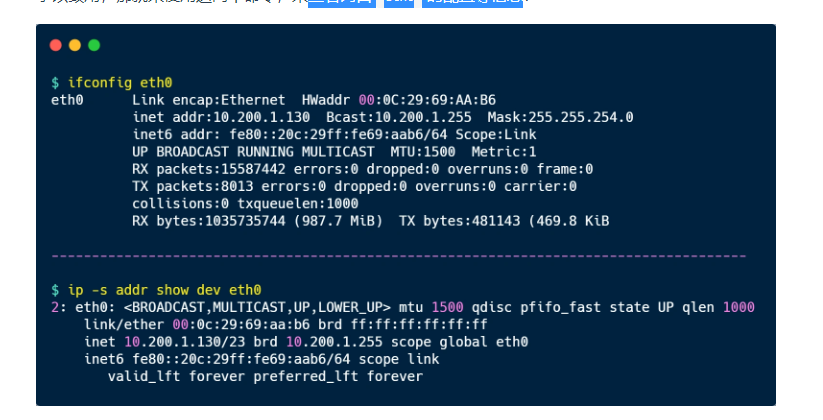 $ ifconfig eth0
eth0      Link encap:Ethernet  HWaddr 00:0C:29:69:AA:B6
          inet addr:10.200.1.130  Bcast:10.200.1.255  Mask:255.255.254.0
          inet6 addr: fe80::20c:29ff:fe69:aab6/64 Scope:Link
          UP BROADCAST RUNNING MULTICAST  MTU:1500  Metric:1
          RX packets:15587442 errors:0 dropped:0 overruns:0 frame:0
          TX packets:8013 errors:0 dropped:0 overruns:0 carrier:0
          collisions:0 txqueuelen:1000
          RX bytes:1035735744 (987.7 MiB)  TX bytes:481143 (469.8 KiB
--------------------------------------------------------------------------------------
$ ip -s addr show dev eth0
2: eth0: <BROADCAST,MULTICAST,UP,LOWER_UP> mtu 1500 qdisc pfifo_fast state UP qlen 1000
    link/ether 00:0c:29:69:aa:b6 brd ff:ff:ff:ff:ff:ff
    inet 10.200.1.130/23 brd 10.200.1.255 scope global eth0
    inet6 fe80::20c:29ff:fe69:aab6/64 scope link
       valid_lft forever preferred_lft forever